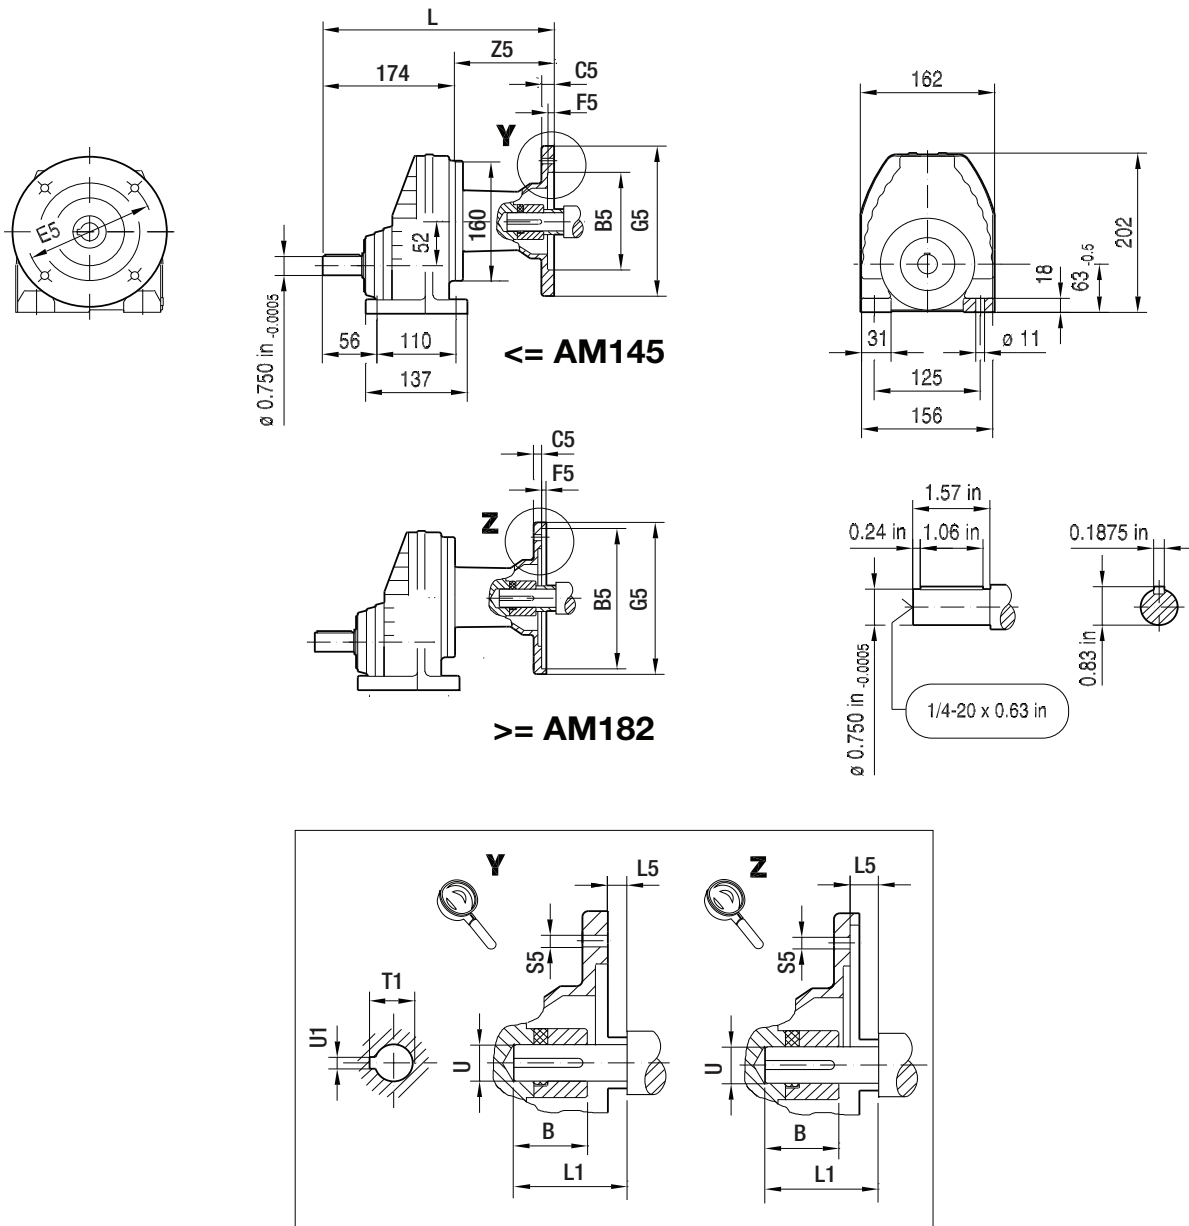 L
Z5
174
C5
F5
Y
E5
160
52
B5
G5
ø 0.750 in -0.0005
56
110
137
<= AM145
162
202
18
63 -0.5
31
ø 11
125
156
C5
F5
Z
B5
G5
>= AM182
1.57 in
0.24 in
1.06 in
0.1875 in
0.83 in
ø 0.750 in -0.0005
1/4-20 x 0.63 in
Y
L5
S5
T1
U1
U
B
L1
Z
L5
S5
U
B
L1